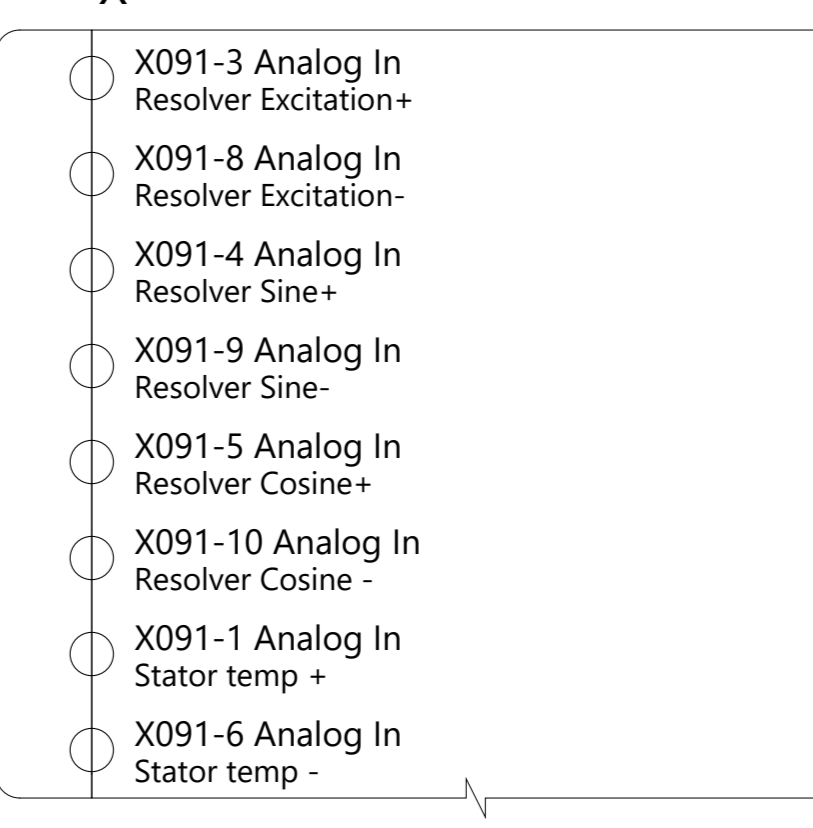 X091-3 Analog In
Resolver Excitation+
X091-8 Analog In
Resolver Excitation-
X091-4 Analog In
Resolver Sine+
X091-9 Analog In
Resolver Sine-
X091-5 Analog In
Resolver Cosine+
X091-10 Analog In
Resolver Cosine -
X091-1 Analog In
Stator temp +
X091-6 Analog In
Stator temp -